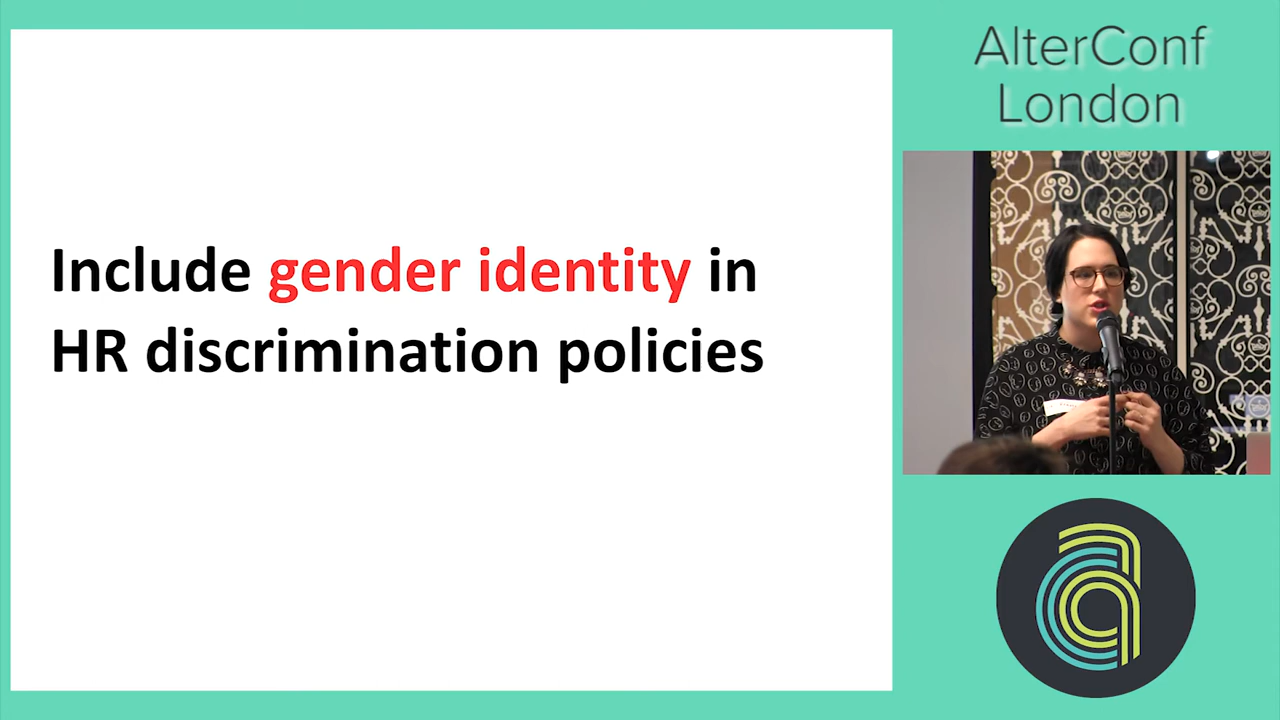 Include gender identity in
HR discrimination policies
AlterConf
London